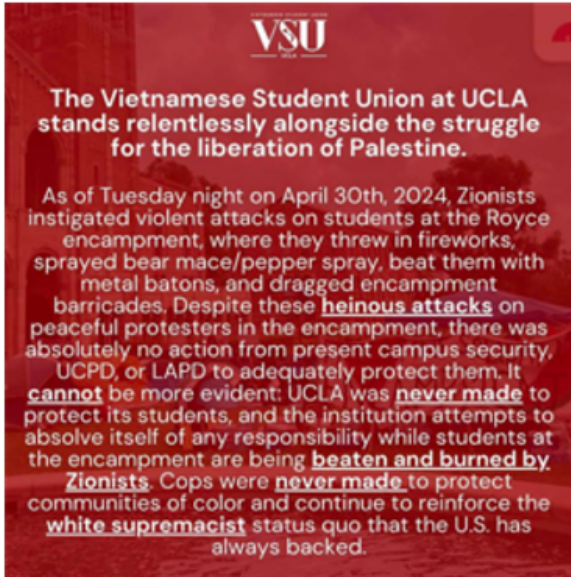 VIETNAMESE STUDENT UNION
VSU
UCLA
The Vietnamese Student Union at UCLA
stands relentlessly alongside the struggle
for the liberation of Palestine.
As of Tuesday night on April 30th, 2024, Zionists
instigated violent attacks on students at the Royce
encampment, where they threw in fireworks,
sprayed bear mace/pepper spray, beat them with
metal batons, and dragged encampment
barricades. Despite these heinous attacks on
peaceful protesters in the encampment, there was
absolutely no action from present campus security,
UCPD, or LAPD to adequately protect them. It
cannot be more evident: UCLA was never made to
protect its students, and the institution attempts to
absolve itself of any responsibility while students at
the encampment are being beaten and burned by
Zionists. Cops were never made to protect
communities of color and continue to reinforce the
white supremacist status quo that the U.S. has
always backed.